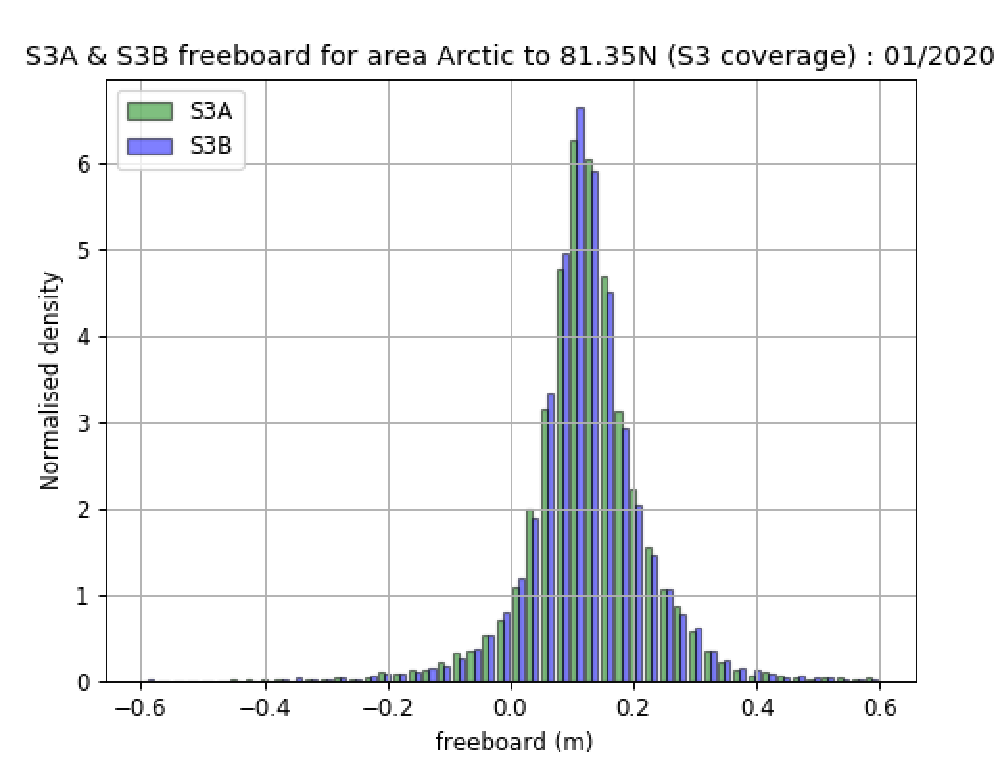 S3A & S3B freeboard for area Arctic to 81.35N (S3 coverage) : 01/2020
S3A
S3B
6
5
4
3
2
1
0
Normalised density
−0.6 −0.4 −0.2 0.0 0.2 0.4 0.6
freeboard (m)